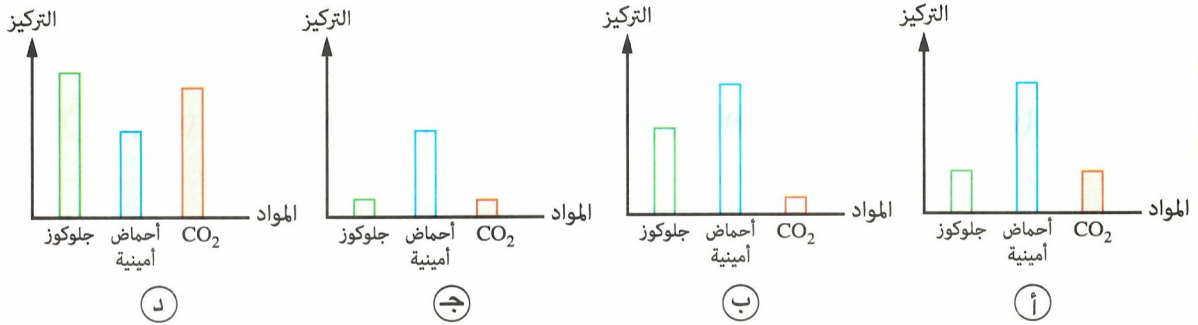 التركيز
المواد
جلوكوز أحماض أمينية CO₂
أ
التركيز
المواد
جلوكوز أحماض أمينية CO₂
ب
التركيز
المواد
جلوكوز أحماض أمينية CO₂
جـ
التركيز
المواد
جلوكوز أحماض أمينية CO₂
د